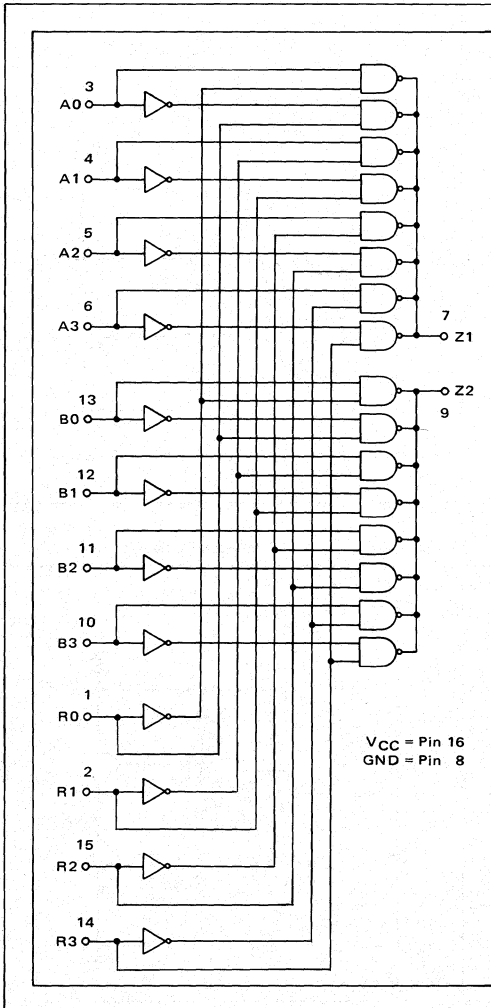 3
A0
4
A1
5
A2
6
A3
7
Z1
13
B0
Z2
9
12
B1
11
B2
10
B3
1
R0
VCC = Pin 16
GND = Pin 8
2
R1
15
R2
14
R3